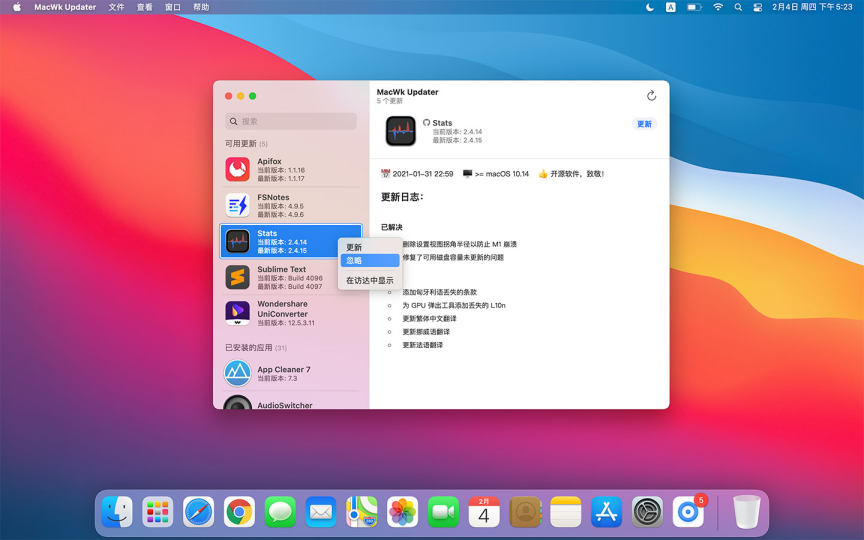 MacWk Updater 文件 查看 窗口 帮助
A
2月4日 周四 下午5:23
搜索
可用更新 (5)
Apifox
当前版本: 1.1.16
最新版本: 1.1.17
FSNotes
当前版本: 4.9.5
最新版本: 4.9.6
Stats
当前版本: 2.4.14
最新版本: 2.4.15
Sublime Text
当前版本: Build 4096
最新版本: Build 4097
Wondershare
UniConverter
当前版本: 12.5.3.11
已安装的应用 (31)
App Cleaner 7
当前版本: 7.3
AudioSwitcher
更新
忽略
在访达中显示
MacWk Updater
5 个更新
Stats
当前版本: 2.4.14
最新版本: 2.4.15
更新
2021-01-31 22:59 >= macOS 10.14 开源软件，致敬！
更新日志：
已解决
删除设置视图拐角半径以防止 M1 崩溃
修复了可用磁盘容量未更新的问题
添加匈牙利语丢失的条款
为 GPU 弹出工具添加丢失的 L10n
更新繁体中文翻译
更新挪威语翻译
更新法语翻译
2月
4
5